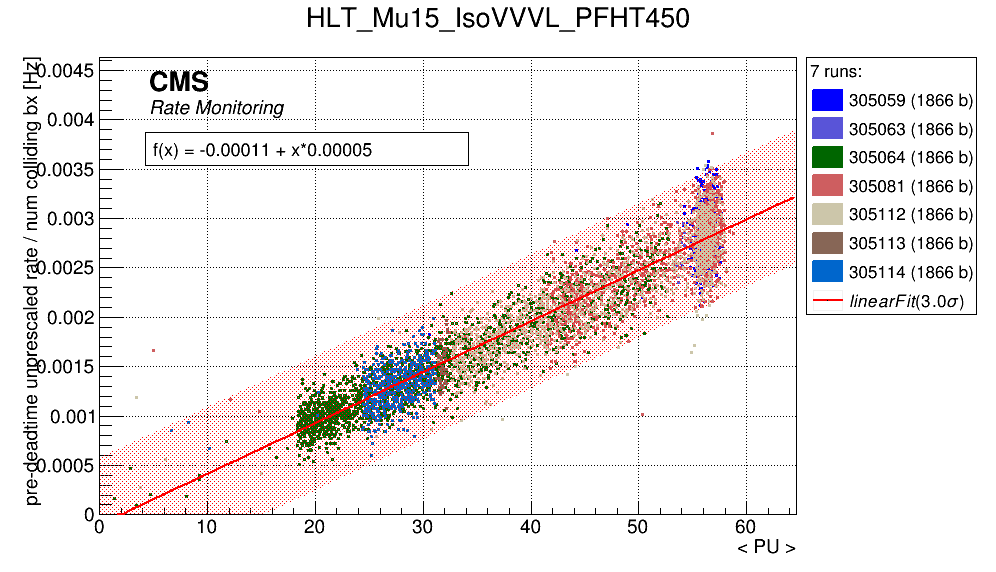 HLT_Mu15_IsoVVVL_PFHT450
pre-deadtime unprescaled rate / num colliding bx [Hz]
0.0045
0.004
0.0035
0.003
0.0025
0.002
0.0015
0.001
0.0005
0
CMS
Rate Monitoring
f(x) = -0.00011 + x*0.00005
0 10 20 30 40 50 60
< PU >
7 runs:
305059 (1866 b)
305063 (1866 b)
305064 (1866 b)
305081 (1866 b)
305112 (1866 b)
305113 (1866 b)
305114 (1866 b)
linearFit(3.0σ)